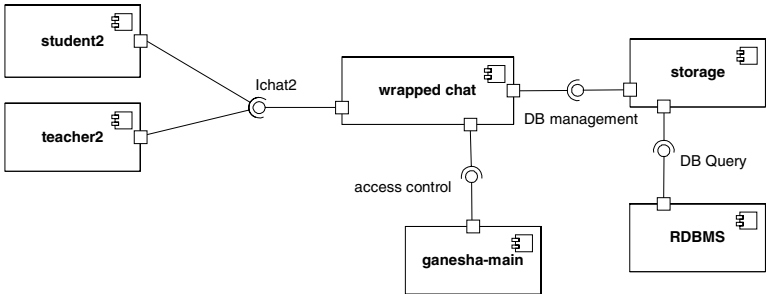 student2
Ichat2
wrapped chat
storage
DB management
teacher2
DB Query
access control
RDBMS
ganesha-main